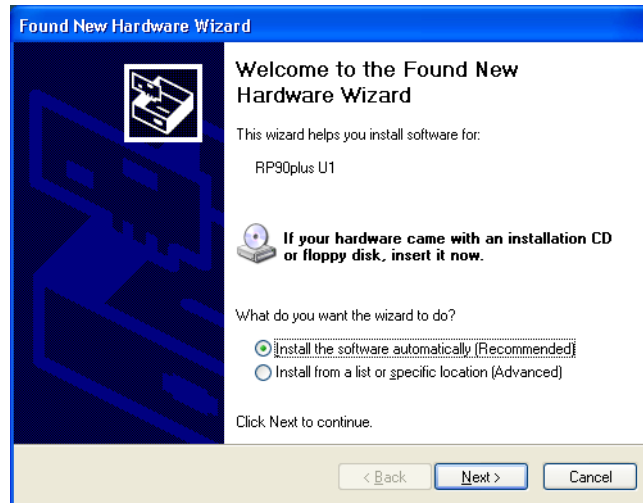 Found New Hardware Wizard
Welcome to the Found New
Hardware Wizard
This wizard helps you install software for:
RP90plus U1
If your hardware came with an installation CD
or floppy disk, insert it now.
What do you want the wizard to do?
Install the software automatically (Recommended)
Install from a list or specific location (Advanced)
Click Next to continue.
< Back
Next >
Cancel